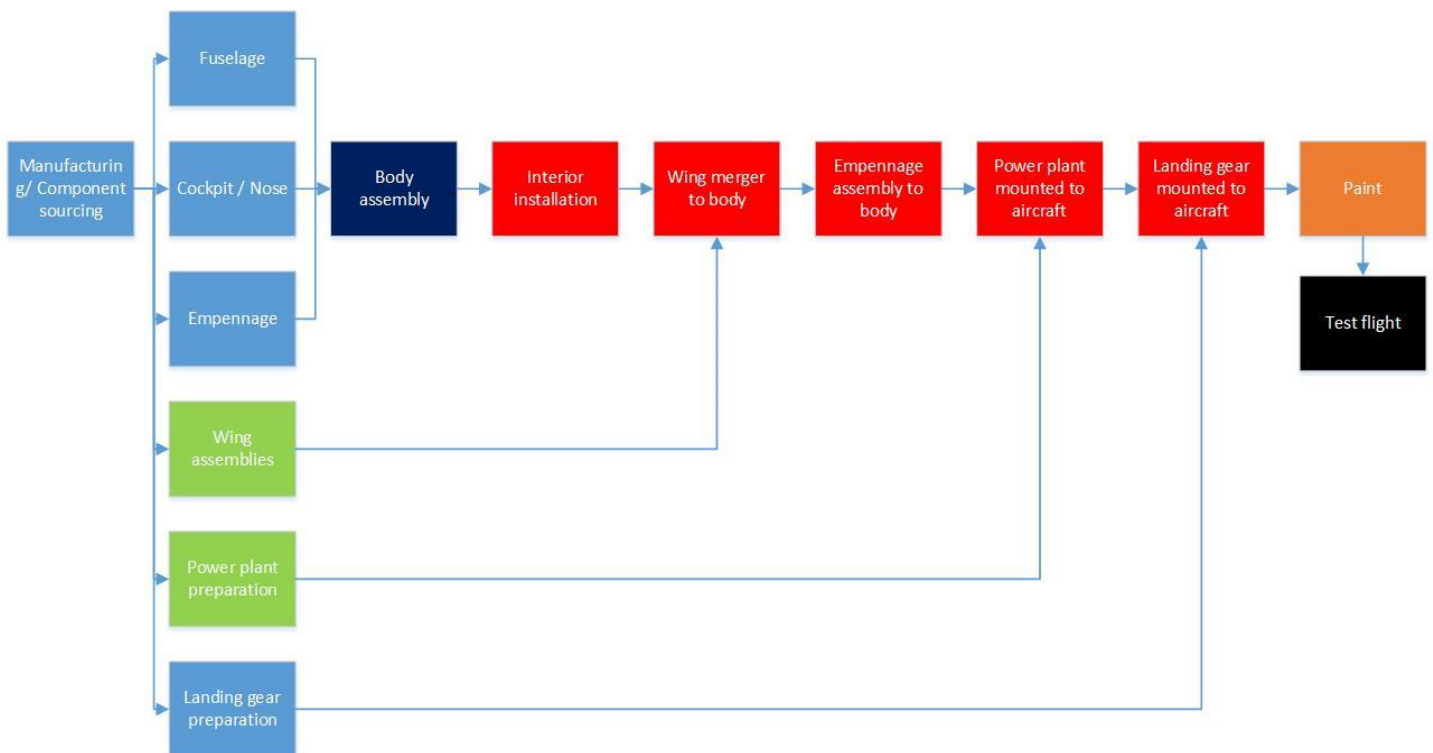 Fuselage
Manufacturin
g/ Component
sourcing
Cockpit / Nose
Body
assembly
Interior
installation
Wing merger
to body
Empennage
assembly to
body
Power plant
mounted to
aircraft
Landing gear
mounted to
aircraft
Paint
Empennage
Test flight
Wing
assemblies
Power plant
preparation
Landing gear
preparation